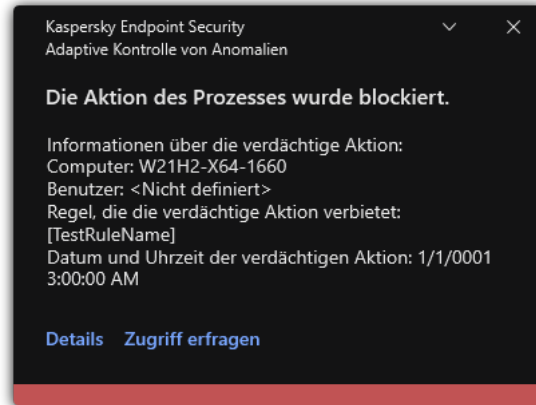 Kaspersky Endpoint Security
Adaptive Kontrolle von Anomalien
Die Aktion des Prozesses wurde blockiert.
Informationen über die verdächtige Aktion:
Computer: W21H2-X64-1660
Benutzer: <Nicht definiert>
Regel, die die verdächtige Aktion verbietet:
[TestRuleName]
Datum und Uhrzeit der verdächtigen Aktion: 1/1/0001
3:00:00 AM
Details Zugriff erfragen